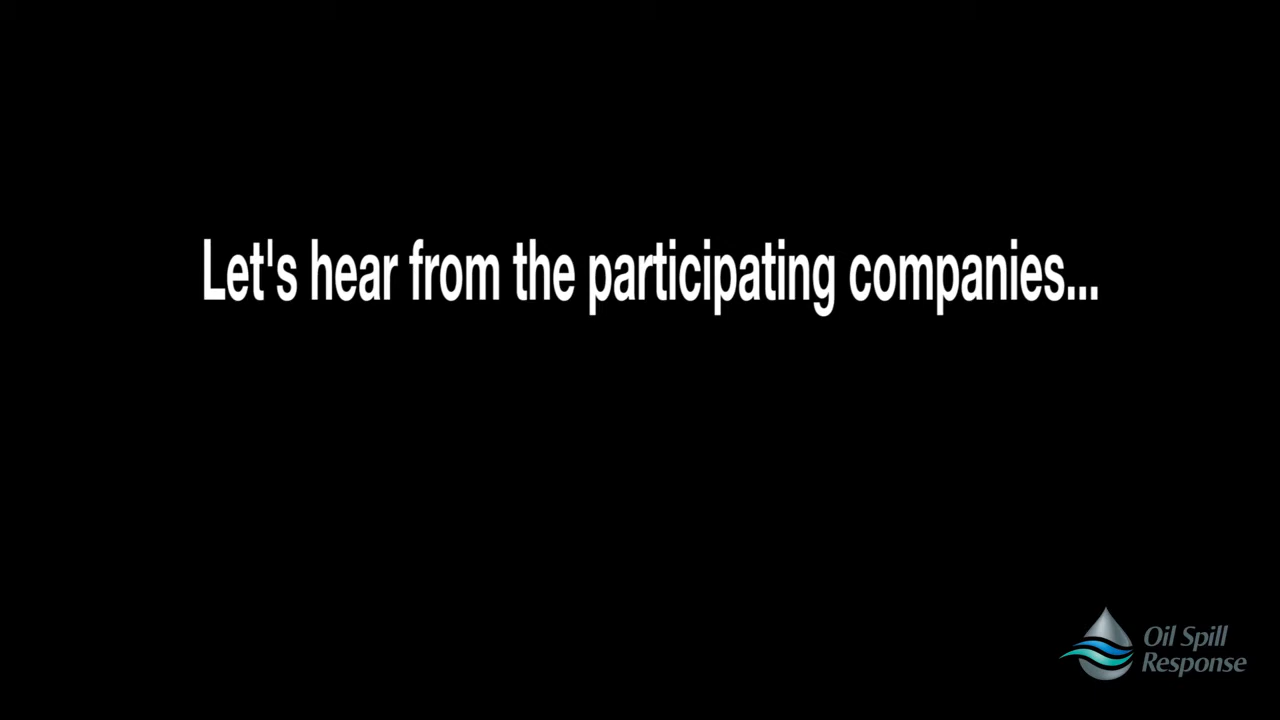 Let's hear from the participating companies...
Oil Spill
Response